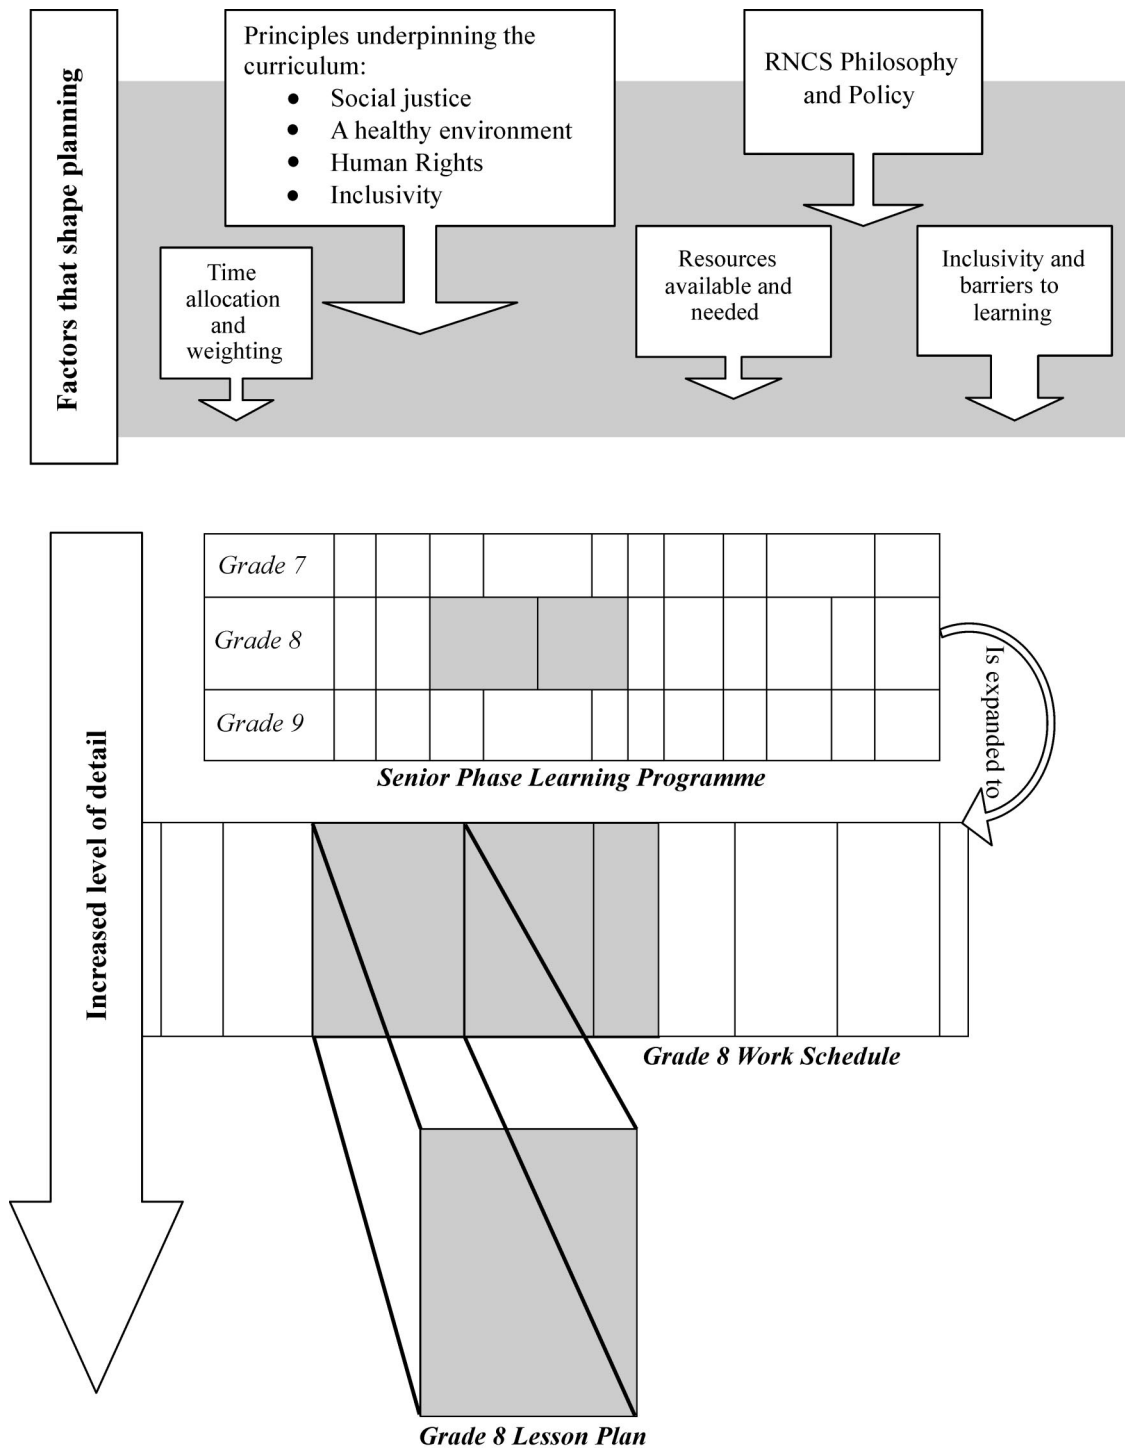 Factors that shape planning
Principles underpinning the
curriculum:
● Social justice
● A healthy environment
● Human Rights
● Inclusivity
RNCS Philosophy
and Policy
Time
allocation
and
weighting
Resources
available and
needed
Inclusivity and
barriers to
learning
Increased level of detail
Grade 7
Grade 8
Grade 9
Is expanded to
Senior Phase Learning Programme
Grade 8 Work Schedule
Grade 8 Lesson Plan